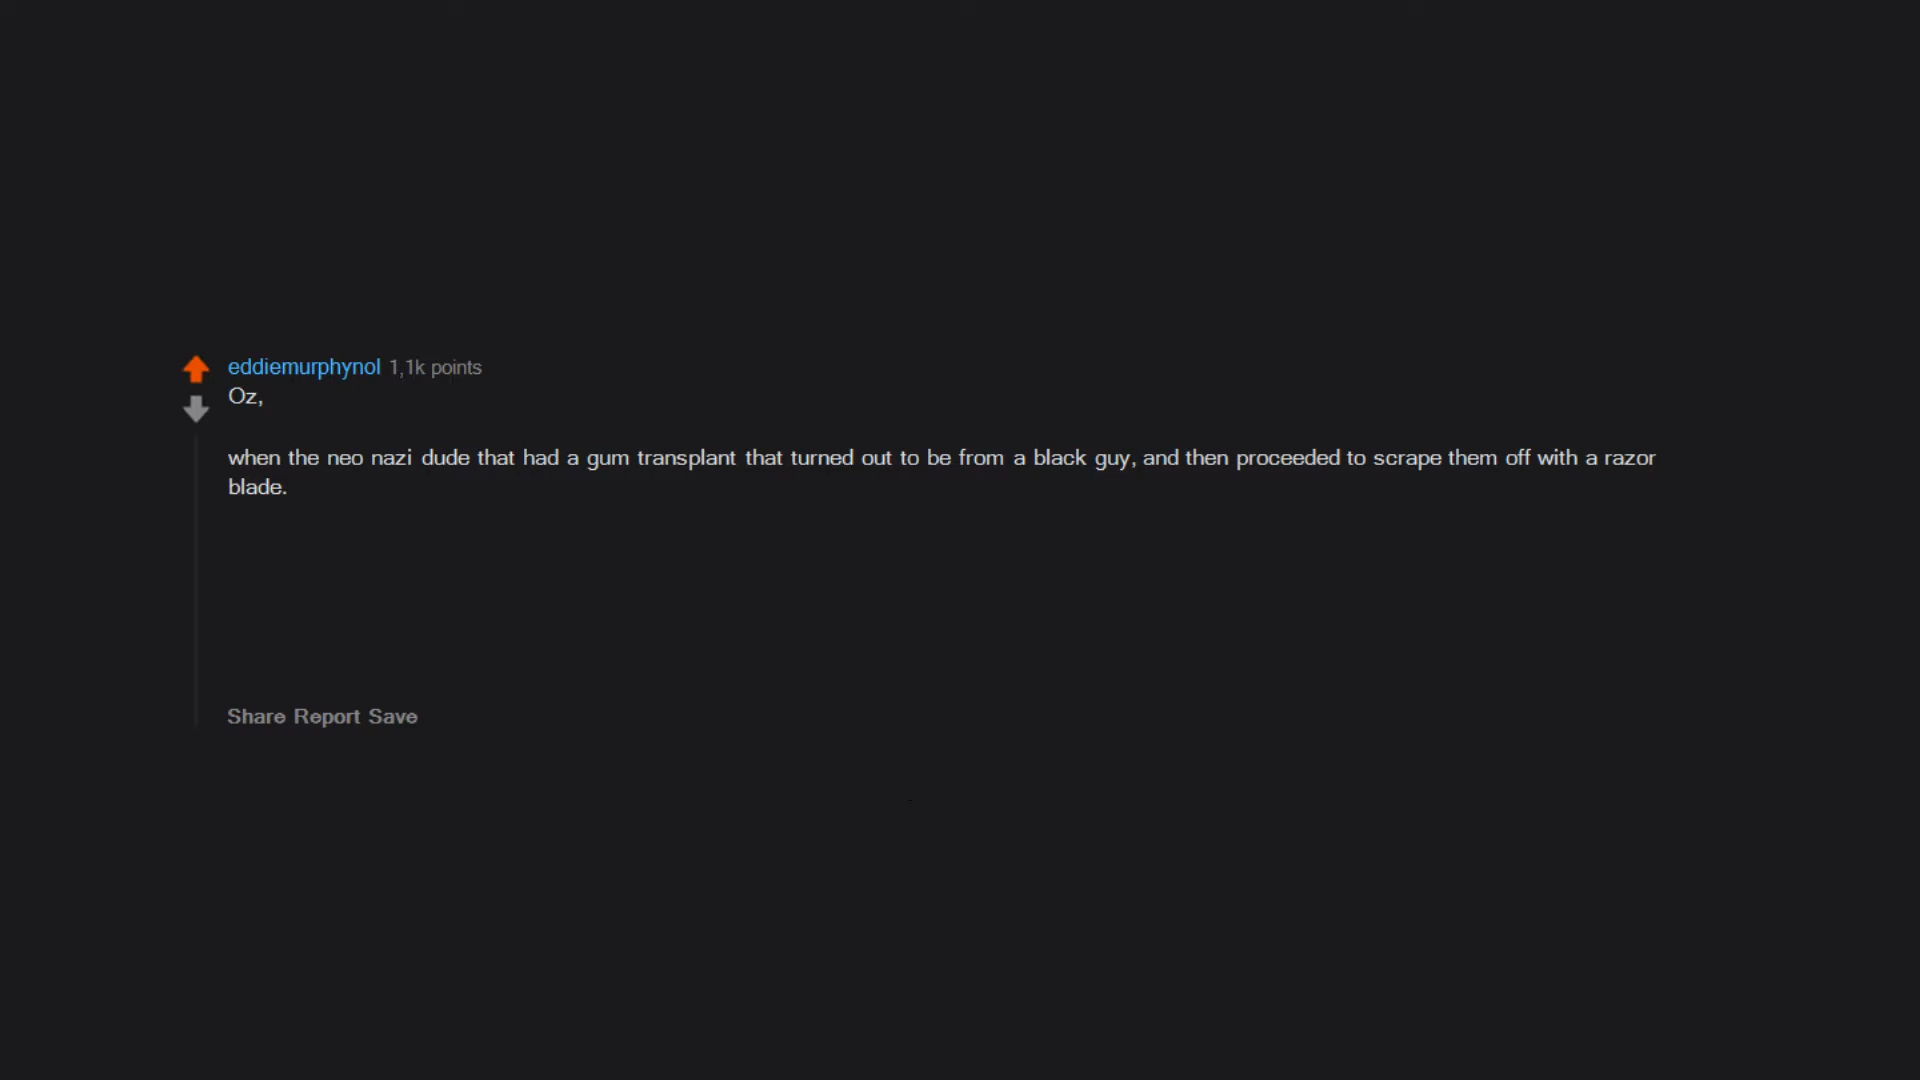 eddiemurphynol 1,1k points
Oz,
when the neo nazi dude that had a gum transplant that turned out to be from a black guy, and then proceeded to scrape them off with a razor
blade.
Share Report Save